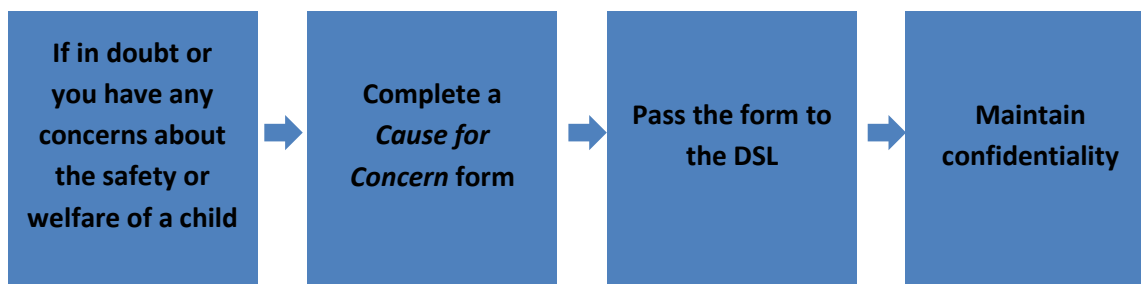 If in doubt or
you have any
concerns about
the safety or
welfare of a child
Complete a
Cause for
Concern form
Pass the form to
the DSL
Maintain
confidentiality